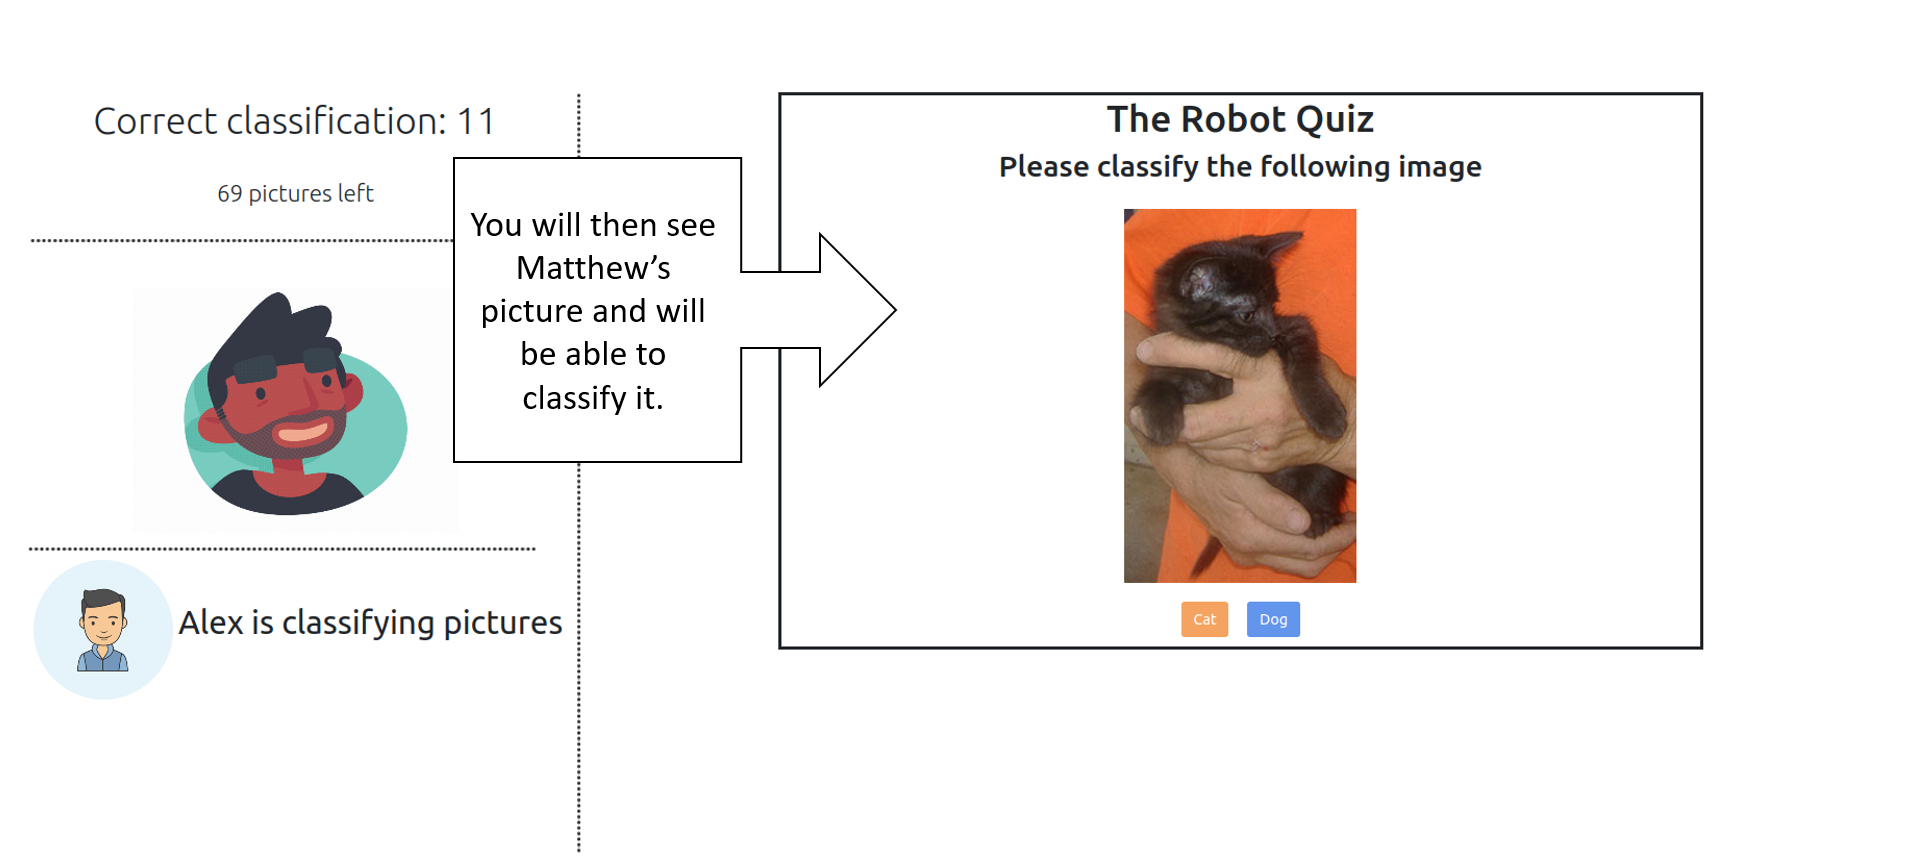 Correct classification: 11
69 pictures left
You will then see
Matthew’s
picture and will
be able to
classify it.
Alex is classifying pictures
The Robot Quiz
Please classify the following image
Cat
Dog